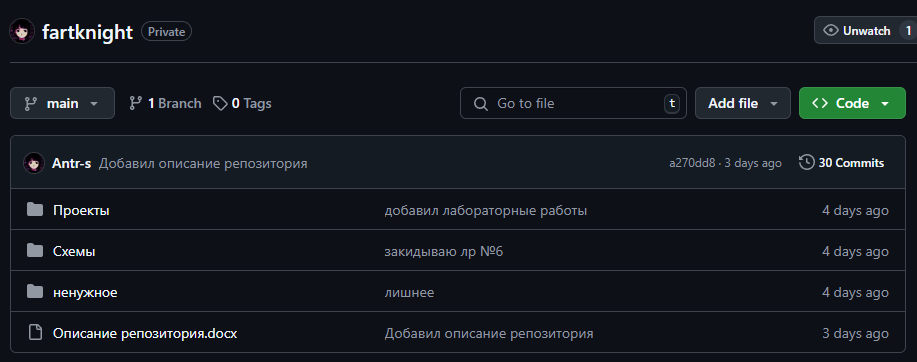 fartknight Private Unwatch 1
main 1 Branch 0 Tags Go to file t Add file Code
Antr-s Добавил описание репозитория a270dd8 · 3 days ago 30 Commits
Проекты добавил лабораторные работы 4 days ago
Схемы закидываю лр №6 4 days ago
ненужное лишнее 4 days ago
Описание репозитория.docx Добавил описание репозитория 3 days ago